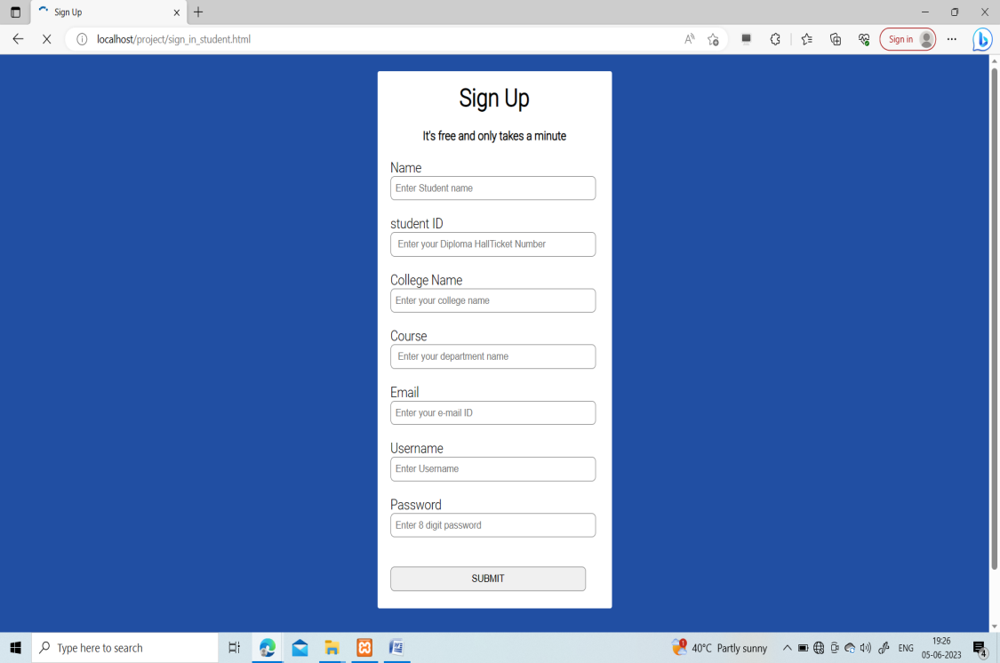 Sign Up
localhost/project/sign_in_student.html
Sign in
Sign Up
It's free and only takes a minute
Name
Enter Student name
student ID
Enter your Diploma HallTicket Number
College Name
Enter your college name
Course
Enter your department name
Email
Enter your e-mail ID
Username
Enter Username
Password
Enter 8 digit password
SUBMIT
Type here to search
40°C Partly sunny
ENG
19:26
05-06-2023
4